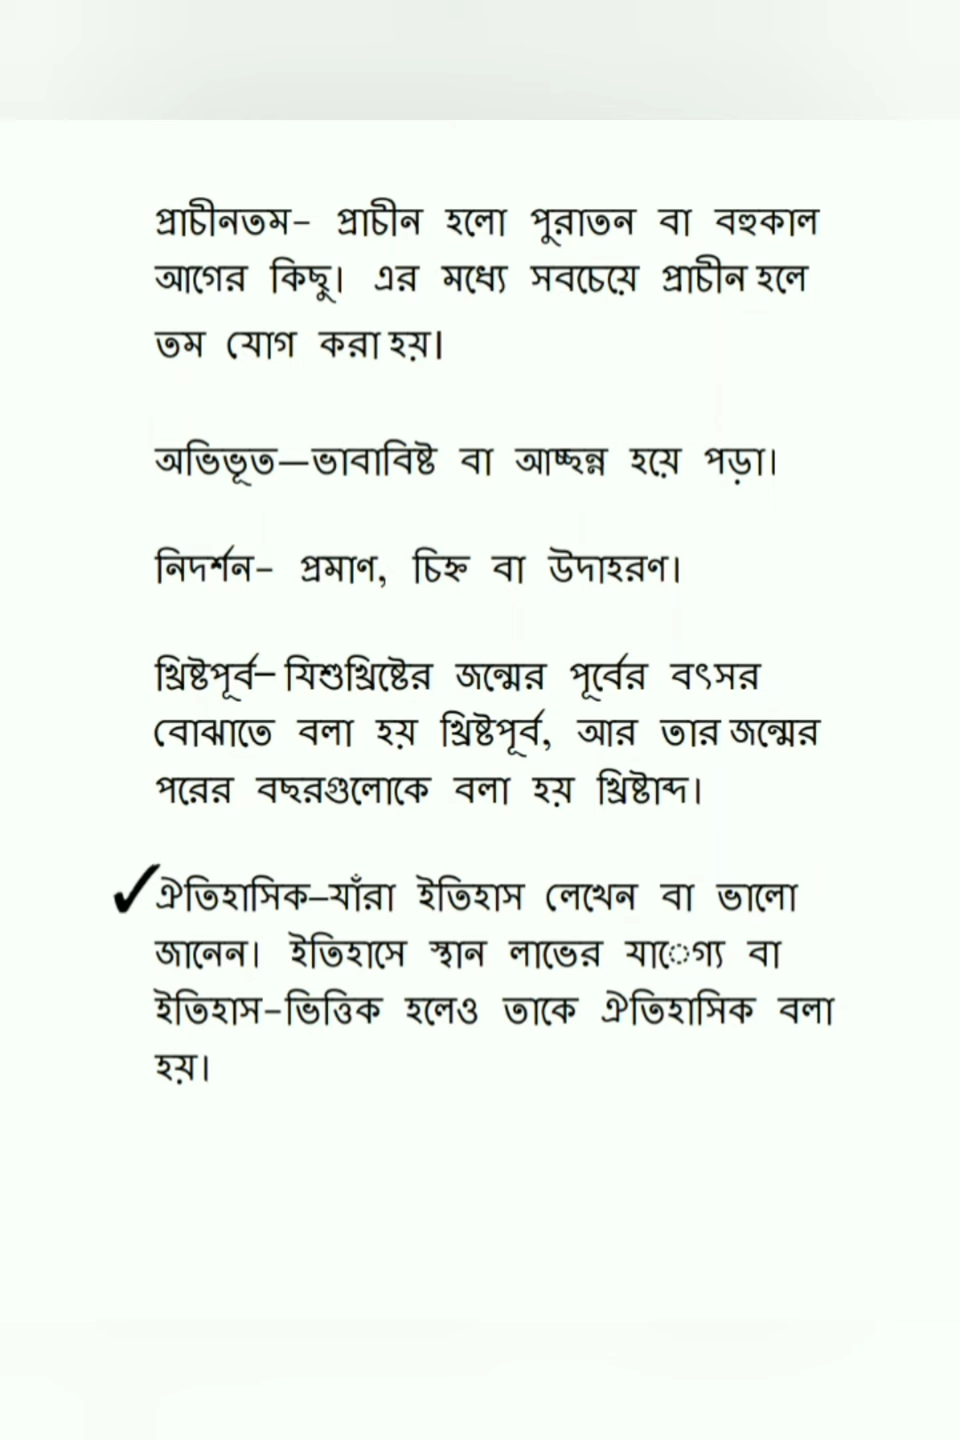 প্রাচীনতম– প্রাচীন হলো পুরাতন বা বহুকাল
আগের কিছু। এর মধ্যে সবচেয়ে প্রাচীন হলে
তম যোগ করা হয়।
অভিভূত—ভাবাবিষ্ট বা আচ্ছন্ন হয়ে পড়া।
নিদর্শন– প্রমাণ, চিহ্ন বা উদাহরণ।
খ্রিষ্টপূর্ব– যিশুখ্রিষ্টের জন্মের পূর্বের বৎসর
বোঝাতে বলা হয় খ্রিষ্টপূর্ব, আর তার জন্মের
পরের বছরগুলোকে বলা হয় খ্রিষ্টাব্দ।
✓ঐতিহাসিক–যাঁরা ইতিহাস লেখেন বা ভালো
জানেন। ইতিহাসে স্থান লাভের যােগ্য বা
ইতিহাস–ভিত্তিক হলেও তাকে ঐতিহাসিক বলা
হয়।